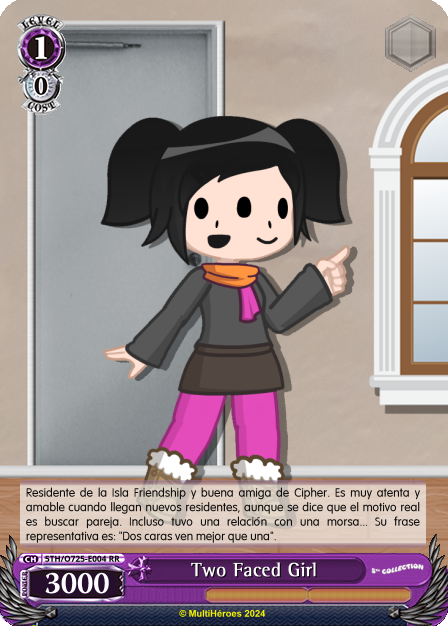 LEVEL
1
0
COST
Residente de la Isla Friendship y buena amiga de Cipher. Es muy atenta y
amable cuando llegan nuevos residentes, aunque se dice que el motivo real
es buscar pareja. Incluso tuvo una relación con una morsa... Su frase
representativa es: "Dos caras ven mejor que una".
CH STH/O725-E004 RR
POWER
3000
Two Faced Girl
5TH COLLECTION
© MultiHéroes 2024